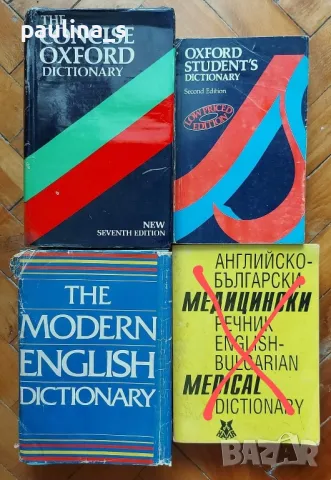 paulina_s
THE
CONCISE
OXFORD
DICTIONARY
NEW
SEVENTH EDITION
OXFORD
STUDENT'S
DICTIONARY
Second Edition
LOW PRICED
EDITION
THE
MODERN
ENGLISH
DICTIONARY
АНГЛИЙСКО-
БЪЛГАРСКИ
МЕДИЦИНСКИ
РЕЧНИК
ENGLISH-
BULGARIAN
MEDICAL
DICTIONARY
BAZAR